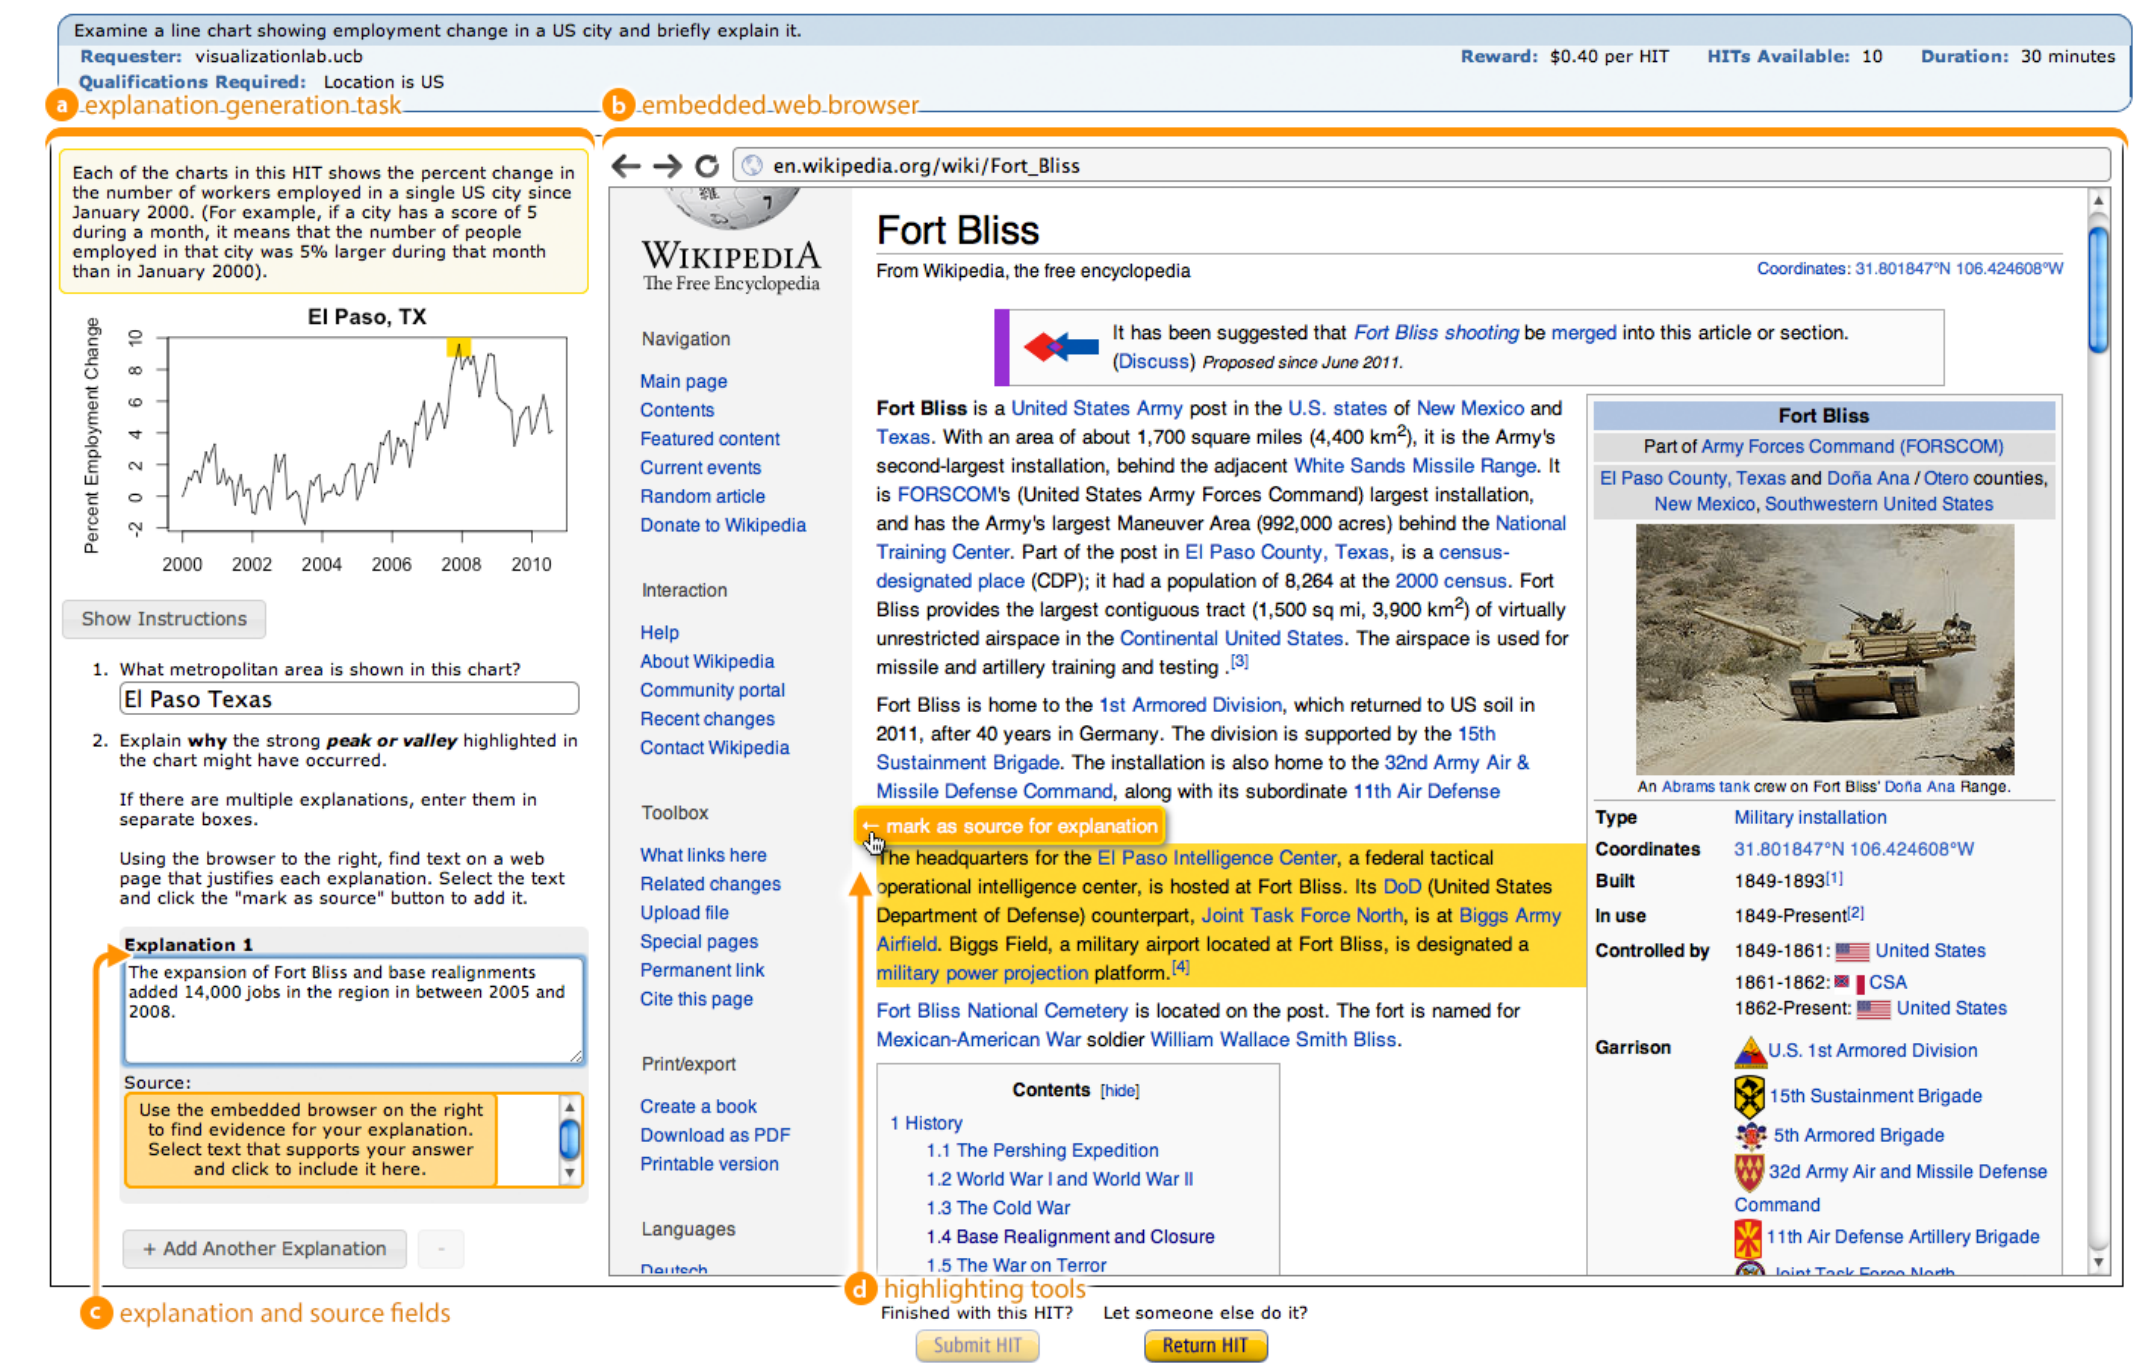 Examine a line chart showing employment change in a US city and briefly explain it.
Requester: visualizationlab.ucb
Reward: $0.40 per HIT HITs Available: 10 Duration: 30 minutes
Qualifications Required: Location is US
a explanation generation task
b embedded web browser
Each of the charts in this HIT shows the percent change in
the number of workers employed in a single US city since
January 2000. (For example, if a city has a score of 5
during a month, it means that the number of people
employed in that city was 5% larger during that month
than in January 2000).
El Paso, TX
Percent Employment Change
10
8
6
4
2
0
-2
2000 2002 2004 2006 2008 2010
Show Instructions
1. What metropolitan area is shown in this chart?
El Paso Texas
2. Explain why the strong peak or valley highlighted in
the chart might have occurred.
If there are multiple explanations, enter them in
separate boxes.
Using the browser to the right, find text on a web
page that justifies each explanation. Select the text
and click the "mark as source" button to add it.
Explanation 1
The expansion of Fort Bliss and base realignments
added 14,000 jobs in the region in between 2005 and
2008.
Source:
Use the embedded browser on the right
to find evidence for your explanation.
Select text that supports your answer
and click to include it here.
+ Add Another Explanation -
c explanation and source fields
en.wikipedia.org/wiki/Fort_Bliss
WIKIPEDIA
The Free Encyclopedia
Navigation
Main page
Contents
Featured content
Current events
Random article
Donate to Wikipedia
Interaction
Help
About Wikipedia
Community portal
Recent changes
Contact Wikipedia
Toolbox
What links here
Related changes
Upload file
Special pages
Permanent link
Cite this page
Print/export
Create a book
Download as PDF
Printable version
Languages
Deutsch
Fort Bliss
From Wikipedia, the free encyclopedia
Coordinates: 31.801847°N 106.424608°W
It has been suggested that Fort Bliss shooting be merged into this article or section.
(Discuss) Proposed since June 2011.
Fort Bliss is a United States Army post in the U.S. states of New Mexico and
Texas. With an area of about 1,700 square miles (4,400 km²), it is the Army's
second-largest installation, behind the adjacent White Sands Missile Range. It
is FORSCOM's (United States Army Forces Command) largest installation,
and has the Army's largest Maneuver Area (992,000 acres) behind the National
Training Center. Part of the post in El Paso County, Texas, is a census-
designated place (CDP); it had a population of 8,264 at the 2000 census. Fort
Bliss provides the largest contiguous tract (1,500 sq mi, 3,900 km²) of virtually
unrestricted airspace in the Continental United States. The airspace is used for
missile and artillery training and testing .[3]
Fort Bliss is home to the 1st Armored Division, which returned to US soil in
2011, after 40 years in Germany. The division is supported by the 15th
Sustainment Brigade. The installation is also home to the 32nd Army Air &
Missile Defense Command, along with its subordinate 11th Air Defense
← mark as source for explanation
The headquarters for the El Paso Intelligence Center, a federal tactical
operational intelligence center, is hosted at Fort Bliss. Its DoD (United States
Department of Defense) counterpart, Joint Task Force North, is at Biggs Army
Airfield. Biggs Field, a military airport located at Fort Bliss, is designated a
military power projection platform.[4]
Fort Bliss National Cemetery is located on the post. The fort is named for
Mexican-American War soldier William Wallace Smith Bliss.
Contents [hide]
1 History
1.1 The Pershing Expedition
1.2 World War I and World War II
1.3 The Cold War
1.4 Base Realignment and Closure
1.5 The War on Terror
Fort Bliss
Part of Army Forces Command (FORSCOM)
El Paso County, Texas and Doña Ana / Otero counties,
New Mexico, Southwestern United States
An Abrams tank crew on Fort Bliss' Doña Ana Range.
Type Military installation
Coordinates 31.801847°N 106.424608°W
Built 1849-1893[1]
In use 1849-Present[2]
Controlled by 1849-1861: United States
1861-1862: CSA
1862-Present: United States
Garrison U.S. 1st Armored Division
15th Sustainment Brigade
5th Armored Brigade
32d Army Air and Missile Defense
Command
11th Air Defense Artillery Brigade
Joint Task Force North
d highlighting tools
Finished with this HIT? Let someone else do it?
Submit HIT Return HIT